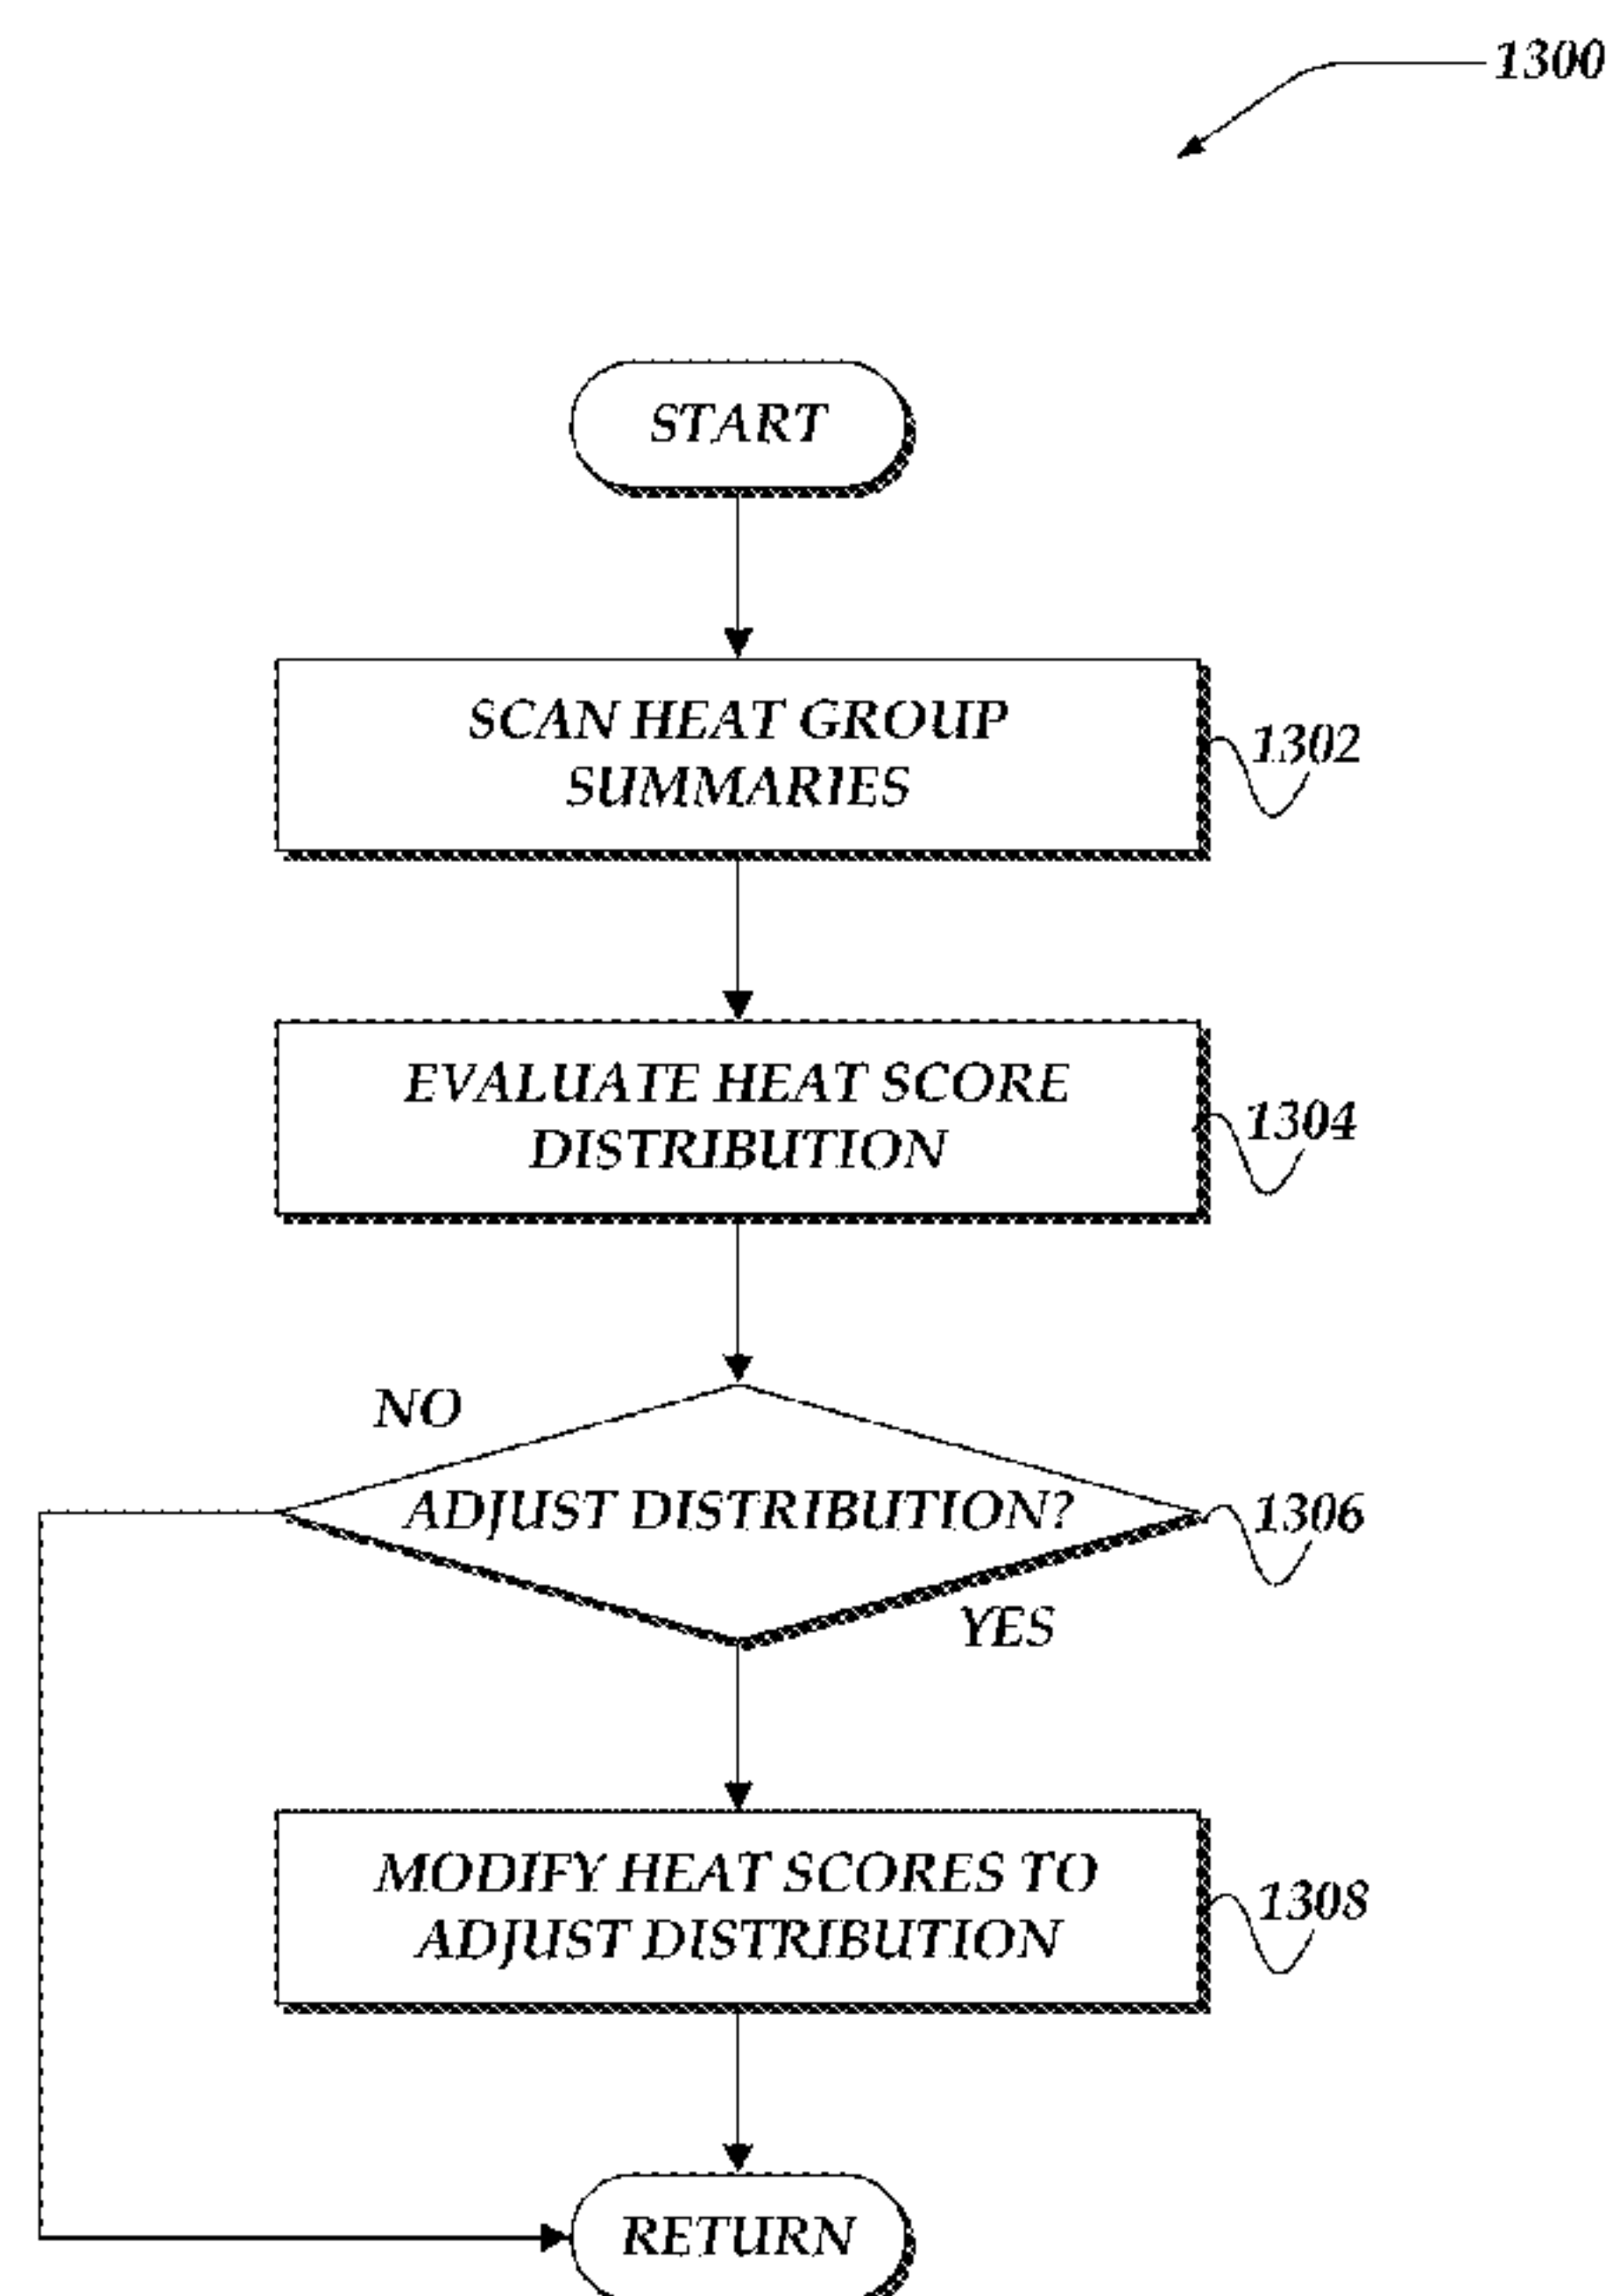 1300
START
SCAN HEAT GROUP
SUMMARIES
1302
EVALUATE HEAT SCORE
DISTRIBUTION
1304
NO
ADJUST DISTRIBUTION?
1306
YES
MODIFY HEAT SCORES TO
ADJUST DISTRIBUTION
1308
RETURN